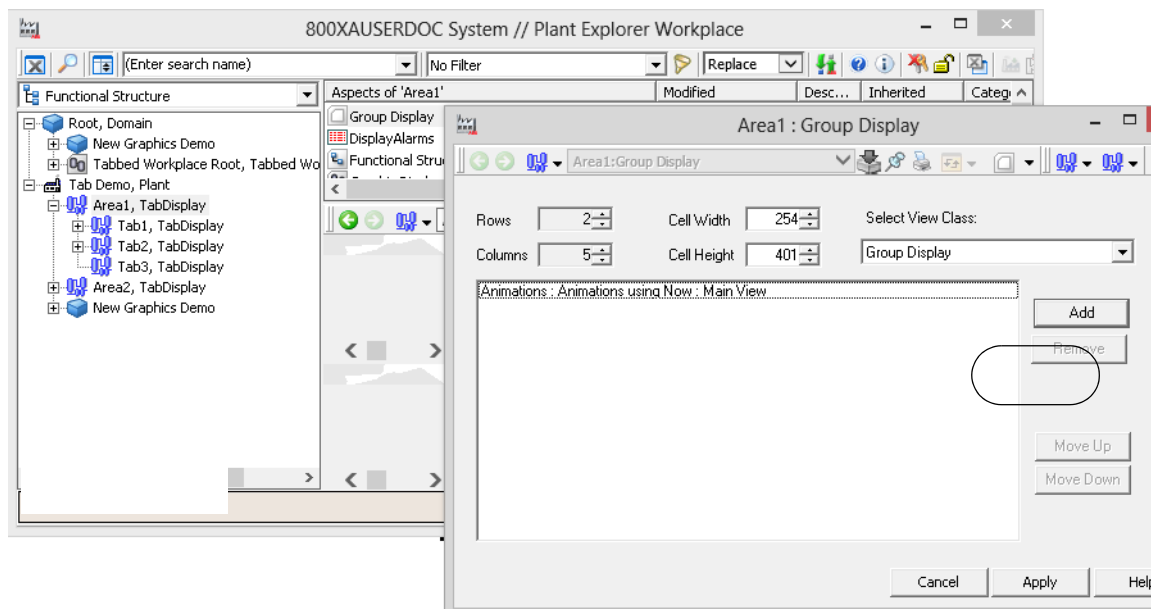 800XAUSERDOC System // Plant Explorer Workplace
(Enter search name)
No Filter
Replace
Functional Structure
Aspects of 'Area1'
Modified
Desc...
Inherited
Categ
Root, Domain
New Graphics Demo
Tabbed Workplace Root, Tabbed Wo
Tab Demo, Plant
Area1, TabDisplay
Tab1, TabDisplay
Tab2, TabDisplay
Tab3, TabDisplay
Area2, TabDisplay
New Graphics Demo
Group Display
DisplayAlarms
Functional Stru
Area1 : Group Display
Area1:Group Display
Rows 2 Cell Width 254 Select View Class:
Columns 5 Cell Height 401 Group Display
Animations : Animations using Now : Main View
Add
Remove
Move Up
Move Down
Cancel Apply Help